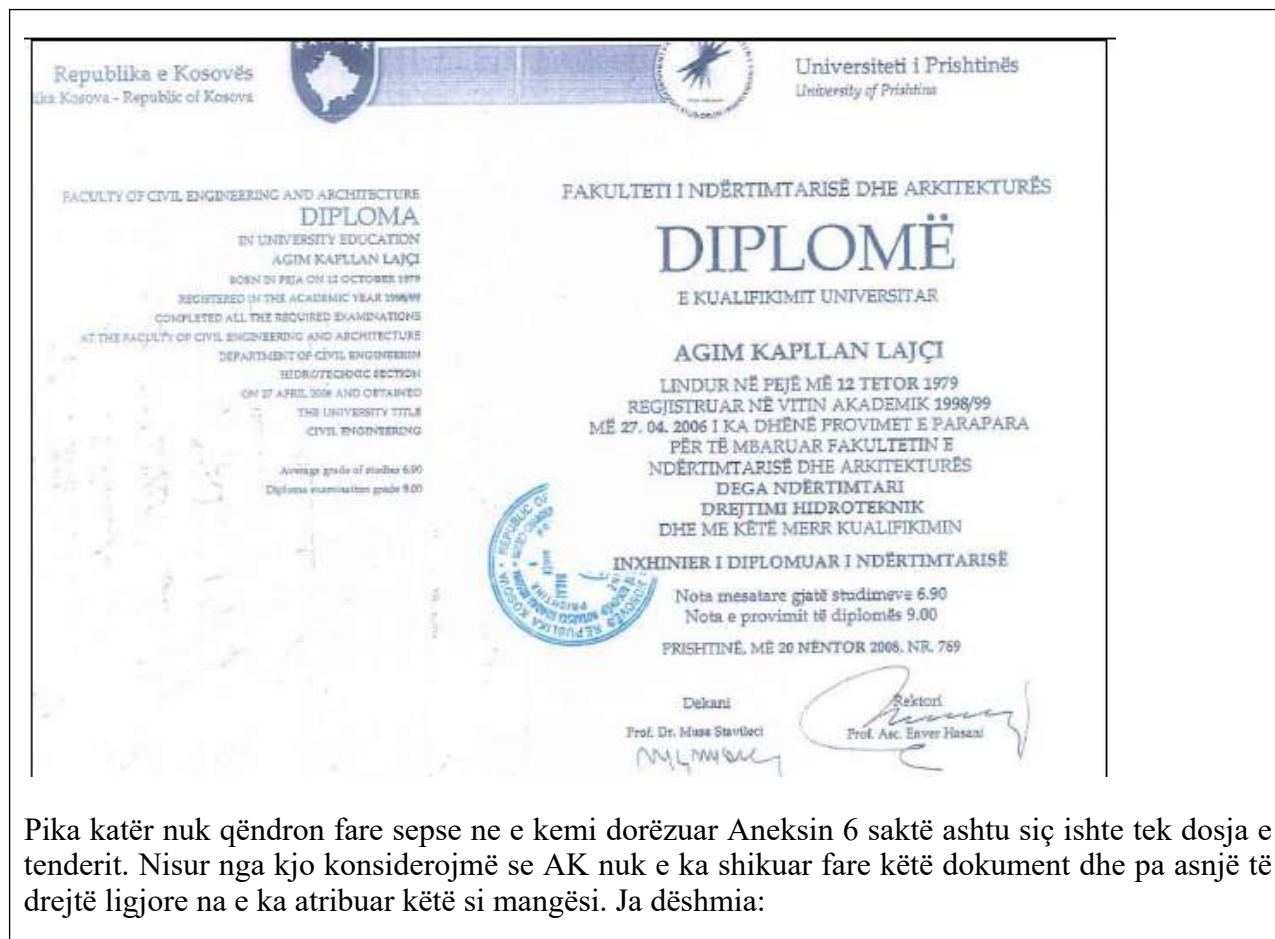 Republika e Kosovës
Kosova - Republic of Kosova
Universiteti i Prishtinës
University of Prishtina
FACULTY OF CIVIL ENGINEERING AND ARCHITECTURE
DIPLOMA
IN UNIVERSITY EDUCATION
AGIM KAPLLAN LAJÇI
BORN IN PEJA ON 12 OCTOBER 1979
REGISTERED IN THE ACADEMIC YEAR 1998/99
COMPLETED ALL THE REQUIRED EXAMINATIONS
AT THE FACULTY OF CIVIL ENGINEERING AND ARCHITECTURE
DEPARTMENT OF CIVIL ENGINEERIN
HIDROTECHNIC SECTION
ON 27 APRIL 2006 AND OBTAINED
THE UNIVERSITY TITLE
CIVIL ENGINEERING
Average grade of studies 6.90
Diploma examination grade 9.00
FAKULTETI I NDËRTIMTARISË DHE ARKITEKTURËS
DIPLOMË
E KUALIFIKIMIT UNIVERSITAR
AGIM KAPLLAN LAJÇI
LINDUR NË PEJË MË 12 TETOR 1979
REGJISTRUAR NË VITIN AKADEMIK 1998/99
MË 27. 04. 2006 I KA DHËNË PROVIMET E PARAPARA
PËR TË MBARUAR FAKULTETIN E
NDËRTIMTARISË DHE ARKITEKTURËS
DEGA NDËRTIMTARI
DREJTIMI HIDROTEKNIK
DHE ME KËTË MERR KUALIFIKIMIN
INXHINIER I DIPLOMUAR I NDËRTIMTARISË
Nota mesatare gjatë studimeve 6.90
Nota e provimit të diplomës 9.00
PRISHTINË, MË 20 NËNTOR 2008, NR. 769
Dekani
Prof. Dr. Musa Stavileci
Rektori
Prof. Asc. Enver Hasani
Pika katër nuk qëndron fare sepse ne e kemi dorëzuar Aneksin 6 saktë ashtu siç ishte tek dosja e
tenderit. Nisur nga kjo konsiderojmë se AK nuk e ka shikuar fare këtë dokument dhe pa asnjë të
drejtë ligjore na e ka atribuar këtë si mangësi. Ja dëshmia: